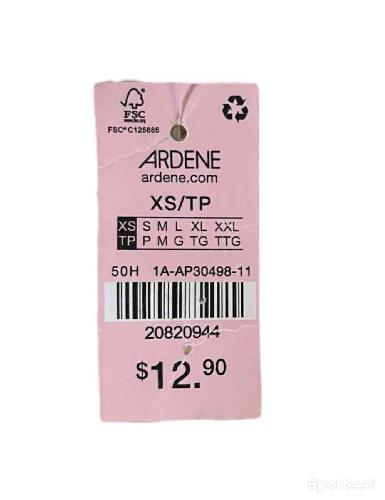 FSC
www.fsc.org
FSC® C125685
ARDENE
ardene.com
XS/TP
XS S M L XL XXL
TP P M G TG TTG
50H 1A-AP30498-11
20820944
$12.90